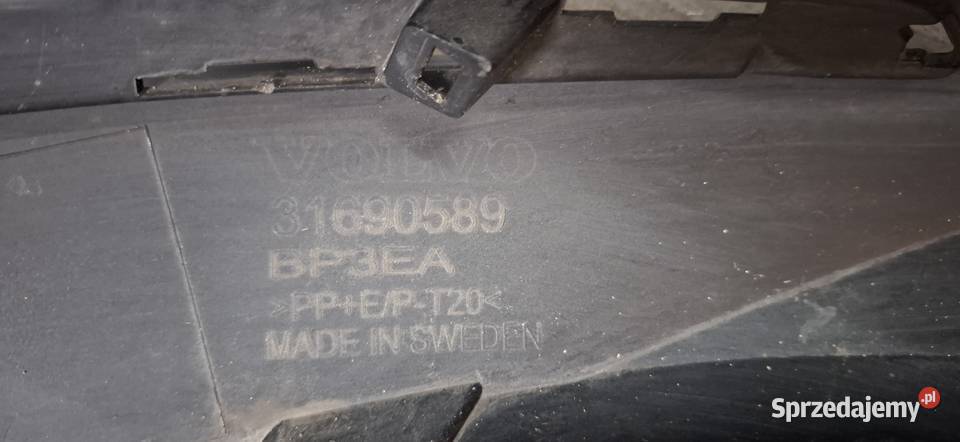 VOLVO
31690589
BP3EA
>PP+E/P-T20<
MADE IN SWEDEN
Sprzedajemy.pl